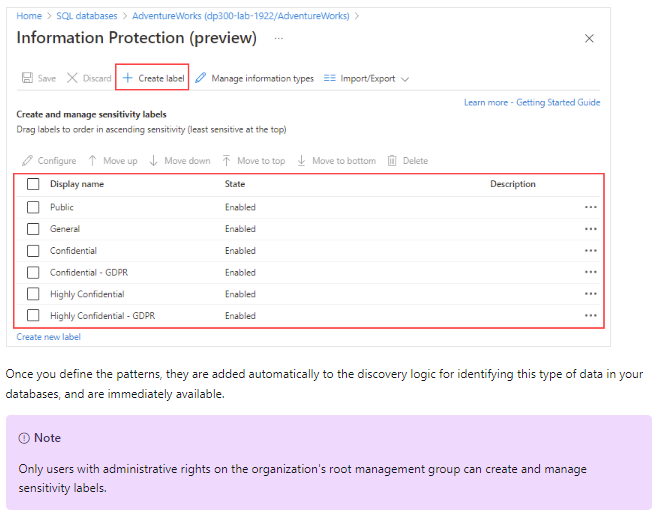 Home > SQL databases > AdventureWorks (dp300-lab-1922/AdventureWorks) >
Information Protection (preview) ...
Save Discard Create label Manage information types Import/Export
Learn more - Getting Started Guide
Create and manage sensitivity labels
Drag labels to order in ascending sensitivity (least sensitive at the top)
Configure Move up Move down Move to top Move to bottom Delete
Display name State Description
Public Enabled ...
General Enabled ...
Confidential Enabled ...
Confidential - GDPR Enabled ...
Highly Confidential Enabled ...
Highly Confidential - GDPR Enabled ...
Create new label
Once you define the patterns, they are added automatically to the discovery logic for identifying this type of data in your
databases, and are immediately available.
Note
Only users with administrative rights on the organization's root management group can create and manage
sensitivity labels.